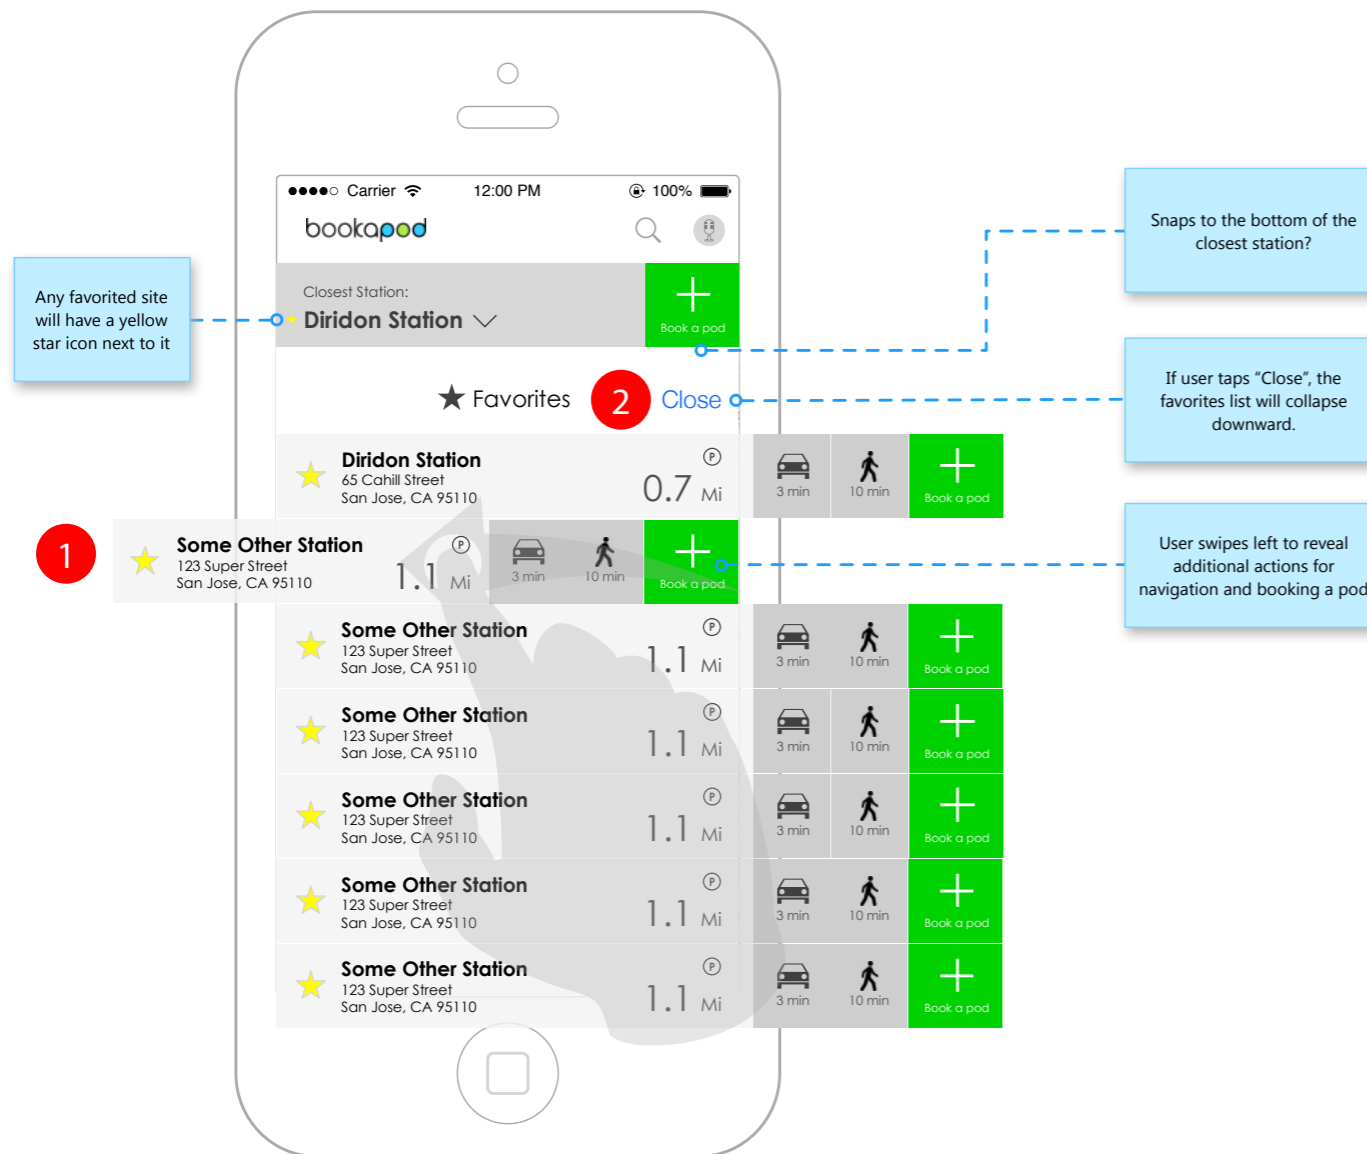 Carrier 12:00 PM 100%
bookapod
Closest Station:
Diridon Station
Book a pod
Any favorited site
will have a yellow
star icon next to it
Snaps to the bottom of the
closest station?
Favorites 2 Close
If user taps “Close”, the
favorites list will collapse
downward.
Diridon Station
65 Cahill Street
San Jose, CA 95110
P
0.7 Mi
3 min
10 min
Book a pod
1
Some Other Station
123 Super Street
San Jose, CA 95110
P
1.1 Mi
3 min
10 min
Book a pod
User swipes left to reveal
additional actions for
navigation and booking a pod
Some Other Station
123 Super Street
San Jose, CA 95110
P
1.1 Mi
3 min
10 min
Book a pod
Some Other Station
123 Super Street
San Jose, CA 95110
P
1.1 Mi
3 min
10 min
Book a pod
Some Other Station
123 Super Street
San Jose, CA 95110
P
1.1 Mi
3 min
10 min
Book a pod
Some Other Station
123 Super Street
San Jose, CA 95110
P
1.1 Mi
3 min
10 min
Book a pod
Some Other Station
123 Super Street
San Jose, CA 95110
P
1.1 Mi
3 min
10 min
Book a pod